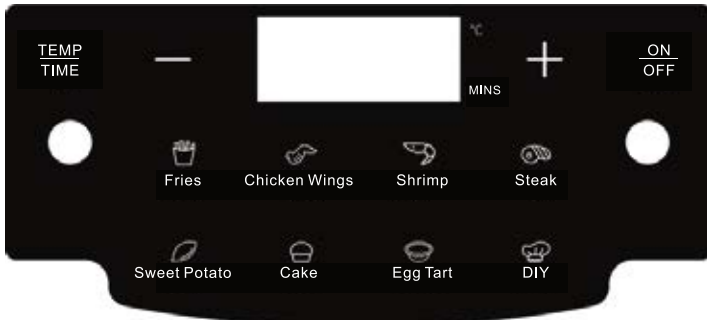 TEMP
TIME
−
℃
MINS
+
ON
OFF
Fries Chicken Wings Shrimp Steak
Sweet Potato Cake Egg Tart DIY